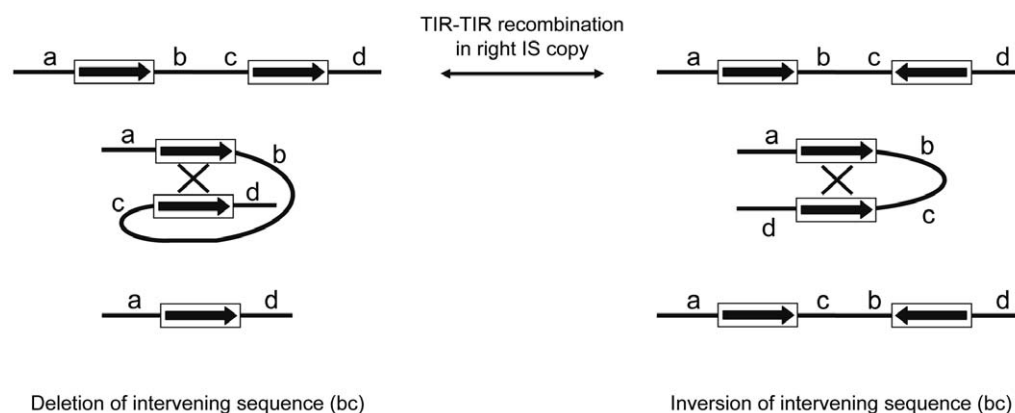 TIR-TIR recombination
in right IS copy
a b c d
a b c d
a b
c d
a b
d c
a d
a c b d
Deletion of intervening sequence (bc)
Inversion of intervening sequence (bc)